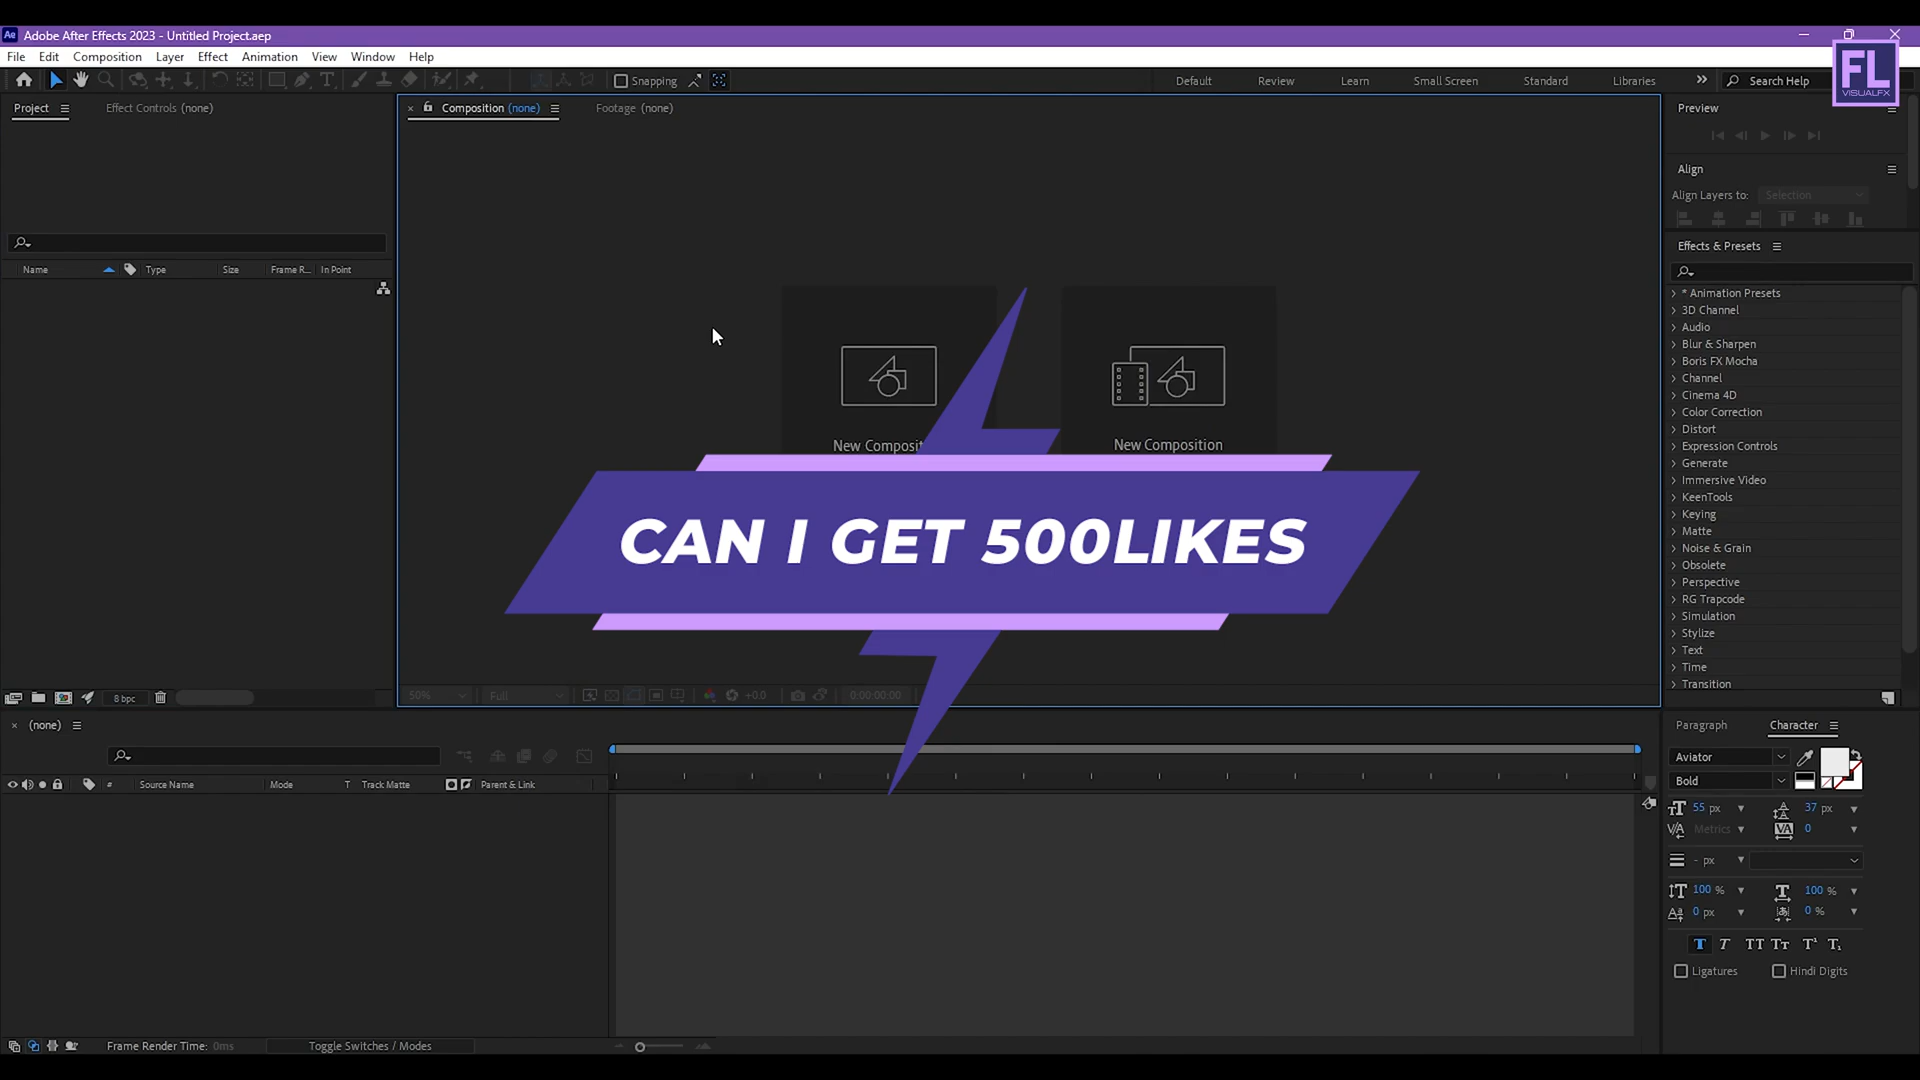 Ae Adobe After Effects 2023 - Untitled Project.aep
File Edit Composition Layer Effect Animation View Window Help
Snapping Default Review Learn Small Screen Standard Libraries Search Help
FL
VISUALFX
Project Effect Controls (none)
Composition (none) Footage (none)
Preview
Align
Align Layers to: Selection
Effects & Presets
Name Type Size Frame R... In Point
* Animation Presets
3D Channel
Audio
Blur & Sharpen
Boris FX Mocha
Channel
Cinema 4D
Color Correction
Distort
Expression Controls
Generate
Immersive Video
KeenTools
Keying
Matte
Noise & Grain
Obsolete
Perspective
RG Trapcode
Simulation
Stylize
Text
Time
Transition
New Composit
New Composition
CAN I GET 500LIKES
8 bpc
50% Full +0.0 0:00:00:00
(none)
# Source Name Mode T Track Matte Parent & Link
Paragraph Character
Aviator
Bold
55 px 37 px
Metrics 0
- px
100 % 100 %
0 px 0 %
T T TT Tt T¹ T₁
Ligatures Hindi Digits
Frame Render Time: 0ms Toggle Switches / Modes